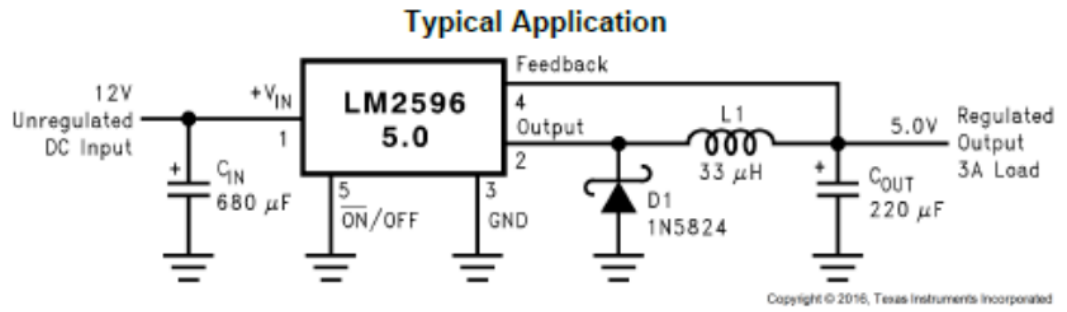 Typical Application
Feedback
12V
Unregulated
DC Input
+VIN
1
LM2596
5.0
4
Output
2
L1
33 μH
5.0V
Regulated
Output
3A Load
+
CIN
680 μF
5
ON/OFF
3
GND
D1
1N5824
+
COUT
220 μF
Copyright © 2016, Texas Instruments Incorporated